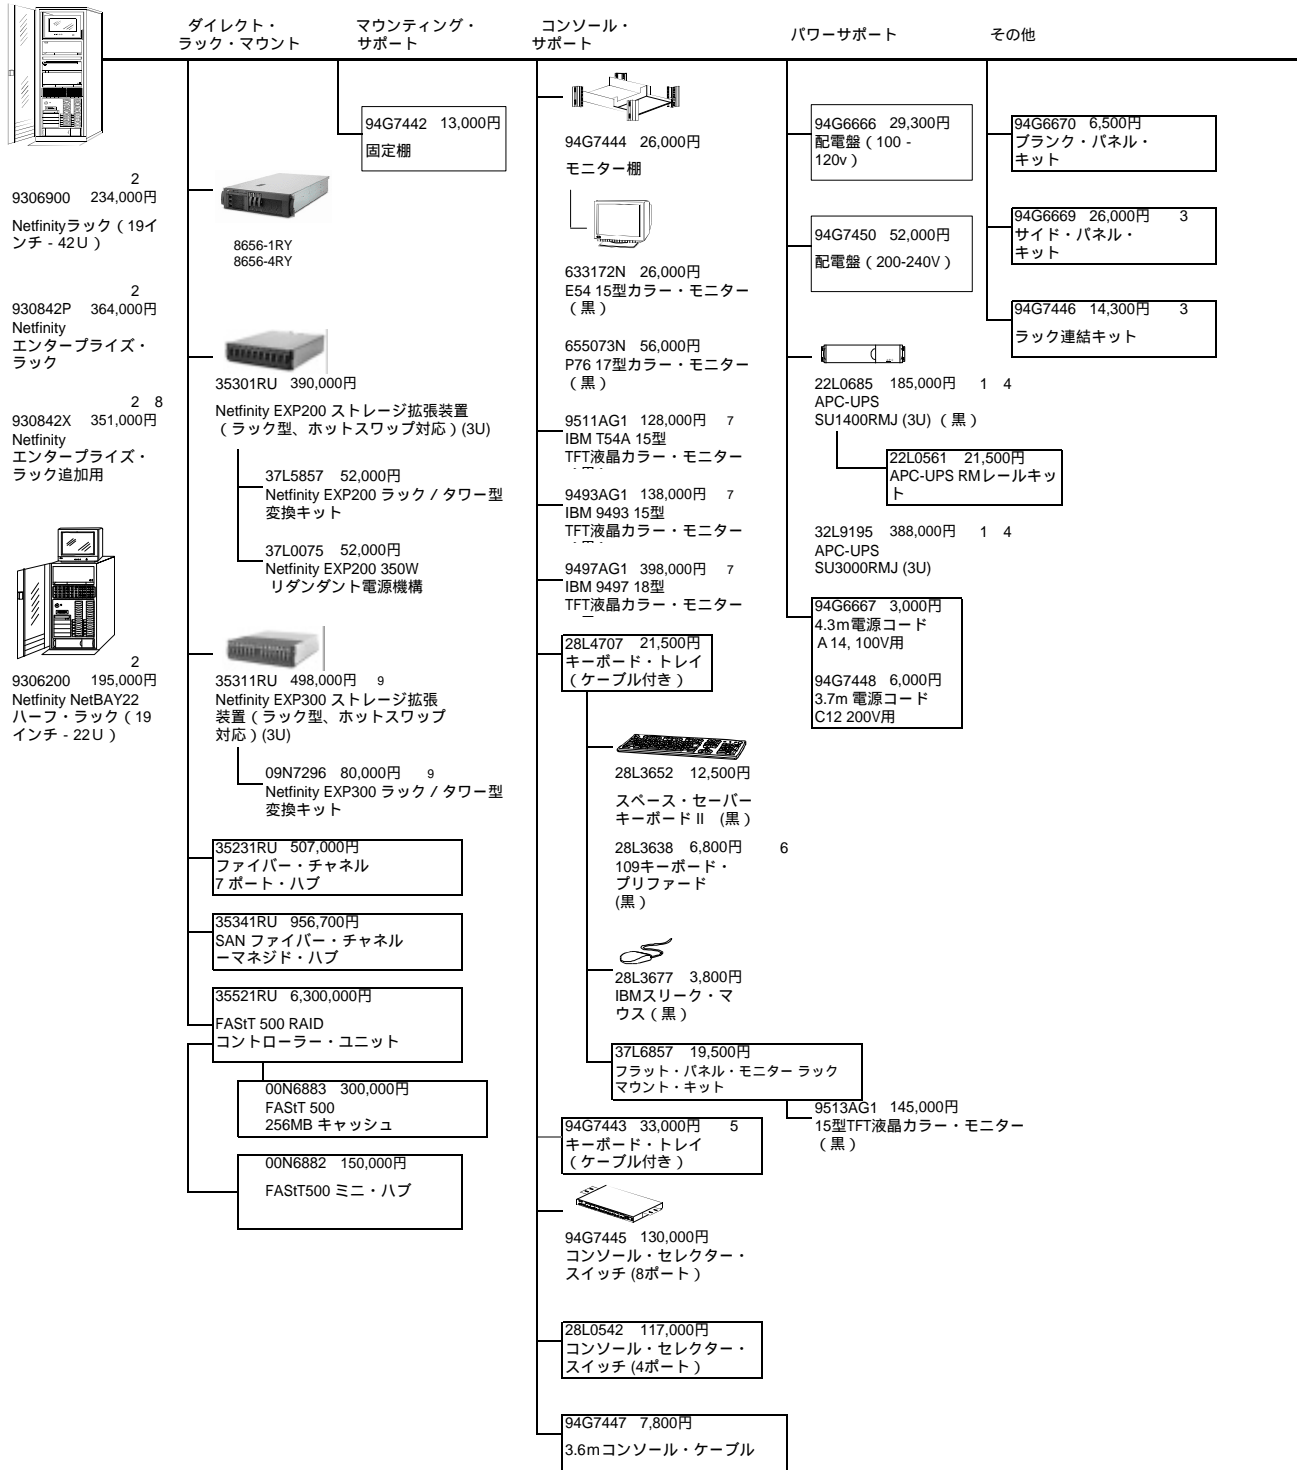 ダイレクト・
ラック・マウント
マウンティング・
サポート
コンソール・
サポート
パワーサポート
その他
2
9306900 234,000円
Netfinityラック（19イ
ンチ - 42U）
2
930842P 364,000円
Netfinity
エンタープライズ・
ラック
2 8
930842X 351,000円
Netfinity
エンタープライズ・
ラック追加用
2
9306200 195,000円
Netfinity NetBAY22
ハーフ・ラック（19
インチ - 22U）
8656-1RY
8656-4RY
35301RU 390,000円
Netfinity EXP200 ストレージ拡張装置
（ラック型、ホットスワップ対応）(3U)
37L5857 52,000円
Netfinity EXP200 ラック / タワー型
変換キット
37L0075 52,000円
Netfinity EXP200 350W
リダンダント電源機構
35311RU 498,000円 9
Netfinity EXP300 ストレージ拡張
装置（ラック型、ホットスワップ
対応）(3U)
09N7296 80,000円 9
Netfinity EXP300 ラック / タワー型
変換キット
35231RU 507,000円
ファイバー・チャネル
7 ポート・ハブ
35341RU 956,700円
SAN ファイバー・チャネル
ーマネジド・ハブ
35521RU 6,300,000円
FAStT 500 RAID
コントローラー・ユニット
00N6883 300,000円
FAStT 500
256MB キャッシュ
00N6882 150,000円
FAStT500 ミニ・ハブ
94G7442 13,000円
固定棚
94G7444 26,000円
モニター棚
633172N 26,000円
E54 15型カラー・モニター
（黒）
655073N 56,000円
P76 17型カラー・モニター
（黒）
9511AG1 128,000円 7
IBM T54A 15型
TFT液晶カラー・モニター
9493AG1 138,000円 7
IBM 9493 15型
TFT液晶カラー・モニター
9497AG1 398,000円 7
IBM 9497 18型
TFT液晶カラー・モニター
28L4707 21,500円
キーボード・トレイ
（ケーブル付き）
28L3652 12,500円
スペース・セーバー
キーボード II (黒）
28L3638 6,800円 6
109キーボード・
プリファード
(黒）
28L3677 3,800円
IBMスリーク・マ
ウス（黒）
37L6857 19,500円
フラット・パネル・モニター ラック
マウント・キット
9513AG1 145,000円
15型TFT液晶カラー・モニター
（黒）
94G7443 33,000円 5
キーボード・トレイ
（ケーブル付き）
94G7445 130,000円
コンソール・セレクター・
スイッチ (8ポート）
28L0542 117,000円
コンソール・セレクター・
スイッチ (4ポート）
94G7447 7,800円
3.6mコンソール・ケーブル
94G6666 29,300円
配電盤（100 -
120v）
94G7450 52,000円
配電盤（200-240V）
22L0685 185,000円 1 4
APC-UPS
SU1400RMJ (3U) （黒）
22L0561 21,500円
APC-UPS RMレールキッ
ト
32L9195 388,000円 1 4
APC-UPS
SU3000RMJ (3U)
94G6667 3,000円
4.3m電源コード
A14, 100V用
94G7448 6,000円
3.7m 電源コード
C12 200V用
94G6670 6,500円
ブランク・パネル・
キット
94G6669 26,000円 3
サイド・パネル・
キット
94G7446 14,300円 3
ラック連結キット